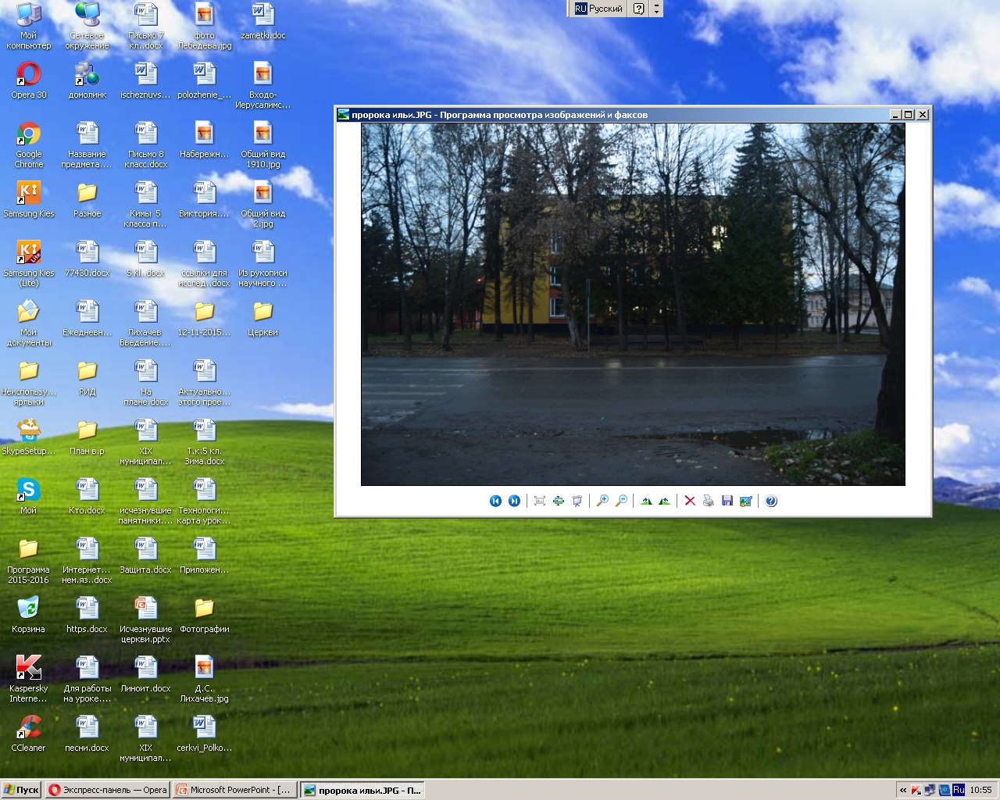 RU Русский
Мой компьютер
Сетевое окружение
Письмо 7 кл..docx
фото Лебедева.jpg
zametki.doc
Opera 30
домолинк
ischeznuvs...
polozhenie_...
Входо-Иерусалимс...
Google Chrome
Название предмета....
Письмо 8 класс.docx
Набережн...
Общий вид 1910.jpg
Samsung Kies
Разное
Кимы 5 класса п...
Виктория....
Общий вид 2.jpg
Samsung Kies (Lite)
77430.docx
5 kl..docx
ссылки для исслед..docx
Из рукописи научного ...
Мои документы
Ежедневн...
Лихачев Введение....
12-11-2015...
Церкви
Неиспользу... ярлыки
РИД
На плане.docx
Актуально... этого прое...
SkypeSetup...
План в.р
XIX муниципал...
Т.к.5 кл. Зима.docx
Мой
Кто.docx
исчезнувшие памятники....
Технологи... карта урок...
Программа 2015-2016
Интернет... нем.яз..docx
Защита.docx
Приложен...
Корзина
https.docx
Исчезнувшие церкви.pptx
Фотографии
Kaspersky Interne...
Для работы на уроке....
Линоит.docx
Д.С. Лихачев.jpg
CCleaner
песни.docx
XIX муниципал...
cerkvi_Polko...
пророка ильи.JPG - Программа просмотра изображений и факсов
Пуск
Экспресс-панель — Opera
Microsoft PowerPoint - [...
пророка ильи.JPG - П...
Ru
10:55